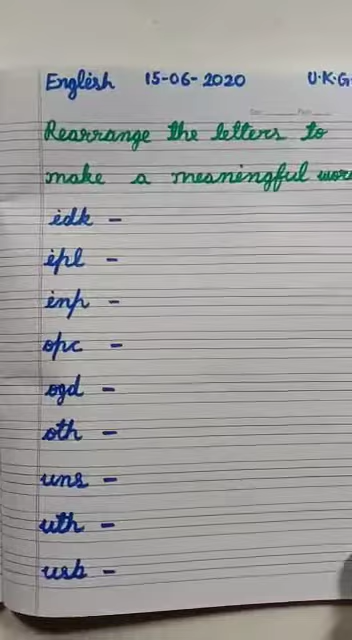 English 15-06-2020 U.K.G.
Rearrange the letters to
make a meaningful word
idk -
ipl -
inp -
opc -
ogd -
oth -
uns -
uth -
usb -